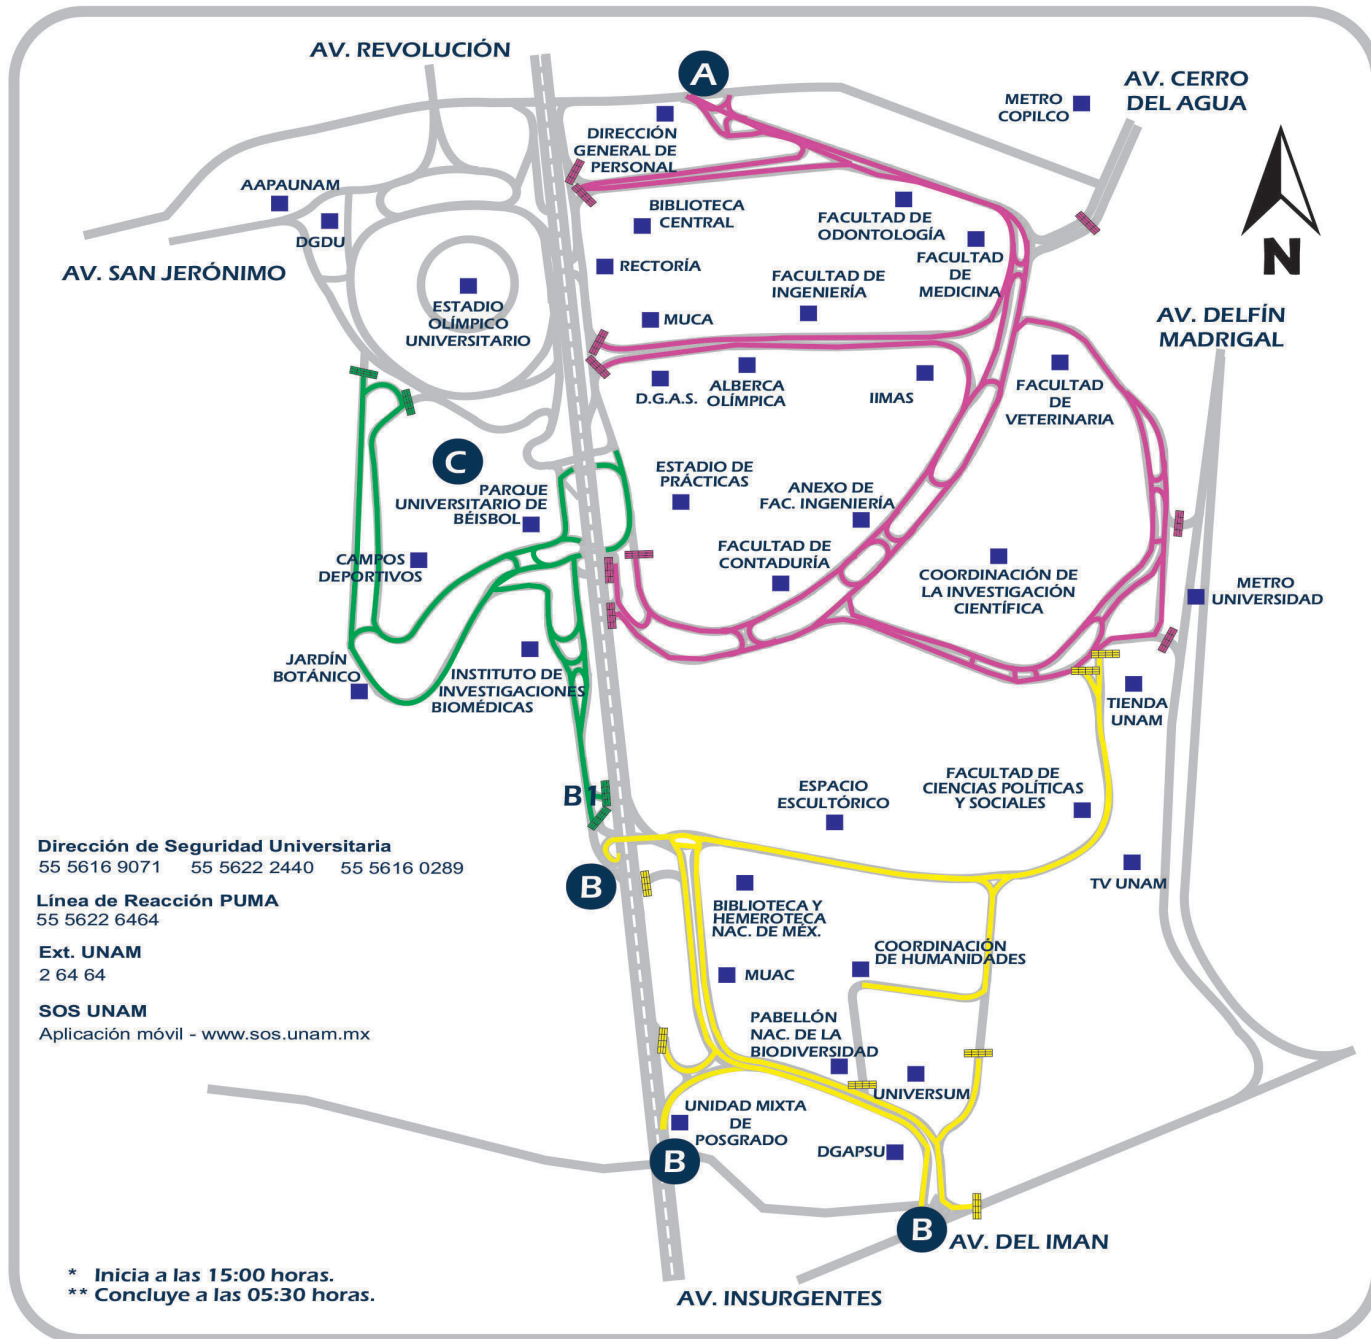 AV. REVOLUCIÓN
A
AV. CERRO
DEL AGUA
METRO
COPILCO
DIRECCIÓN
GENERAL DE
PERSONAL
AAPAUNAM
DGDU
AV. SAN JERÓNIMO
BIBLIOTECA
CENTRAL
FACULTAD DE
ODONTOLOGÍA
FACULTAD
DE
MEDICINA
N
RECTORÍA
FACULTAD DE
INGENIERÍA
ESTADIO
OLÍMPICO
UNIVERSITARIO
MUCA
AV. DELFÍN
MADRIGAL
D.G.A.S.
ALBERCA
OLÍMPICA
IIMAS
FACULTAD
DE
VETERINARIA
C
PARQUE
UNIVERSITARIO DE
BÉISBOL
ESTADIO DE
PRÁCTICAS
ANEXO DE
FAC. INGENIERÍA
CAMPOS
DEPORTIVOS
FACULTAD DE
CONTADURÍA
COORDINACIÓN DE
LA INVESTIGACIÓN
CIENTÍFICA
METRO
UNIVERSIDAD
JARDÍN
BOTÁNICO
INSTITUTO DE
INVESTIGACIONES
BIOMÉDICAS
TIENDA
UNAM
B1
ESPACIO
ESCULTÓRICO
FACULTAD DE
CIENCIAS POLÍTICAS
Y SOCIALES
Dirección de Seguridad Universitaria
55 5616 9071 55 5622 2440 55 5616 0289
Línea de Reacción PUMA
55 5622 6464
Ext. UNAM
2 64 64
SOS UNAM
Aplicación móvil - www.sos.unam.mx
B
TV UNAM
BIBLIOTECA Y
HEMEROTECA
NAC. DE MÉX.
COORDINACIÓN
DE HUMANIDADES
MUAC
PABELLÓN
NAC. DE LA
BIODIVERSIDAD
UNIVERSUM
UNIDAD MIXTA
DE
POSGRADO
DGAPSU
B
B
AV. DEL IMAN
* Inicia a las 15:00 horas.
** Concluye a las 05:30 horas.
AV. INSURGENTES